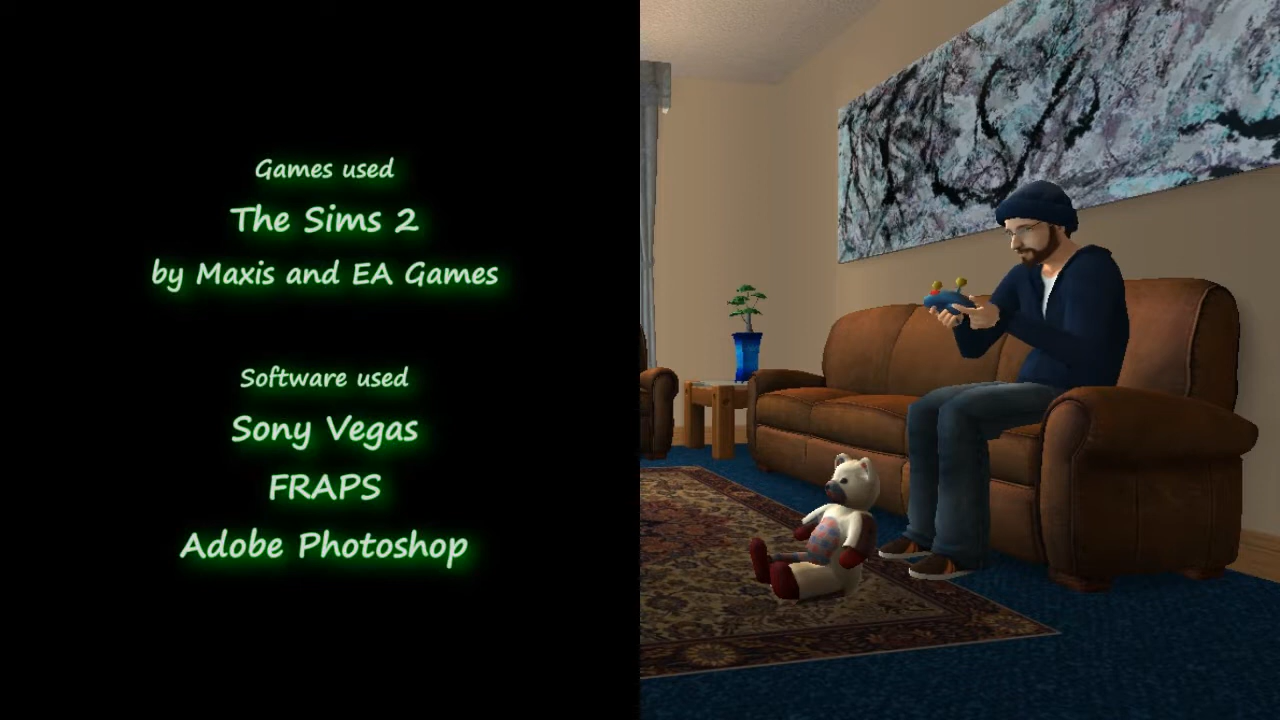 Games used
The Sims 2
by Maxis and EA Games
Software used
Sony Vegas
FRAPS
Adobe Photoshop